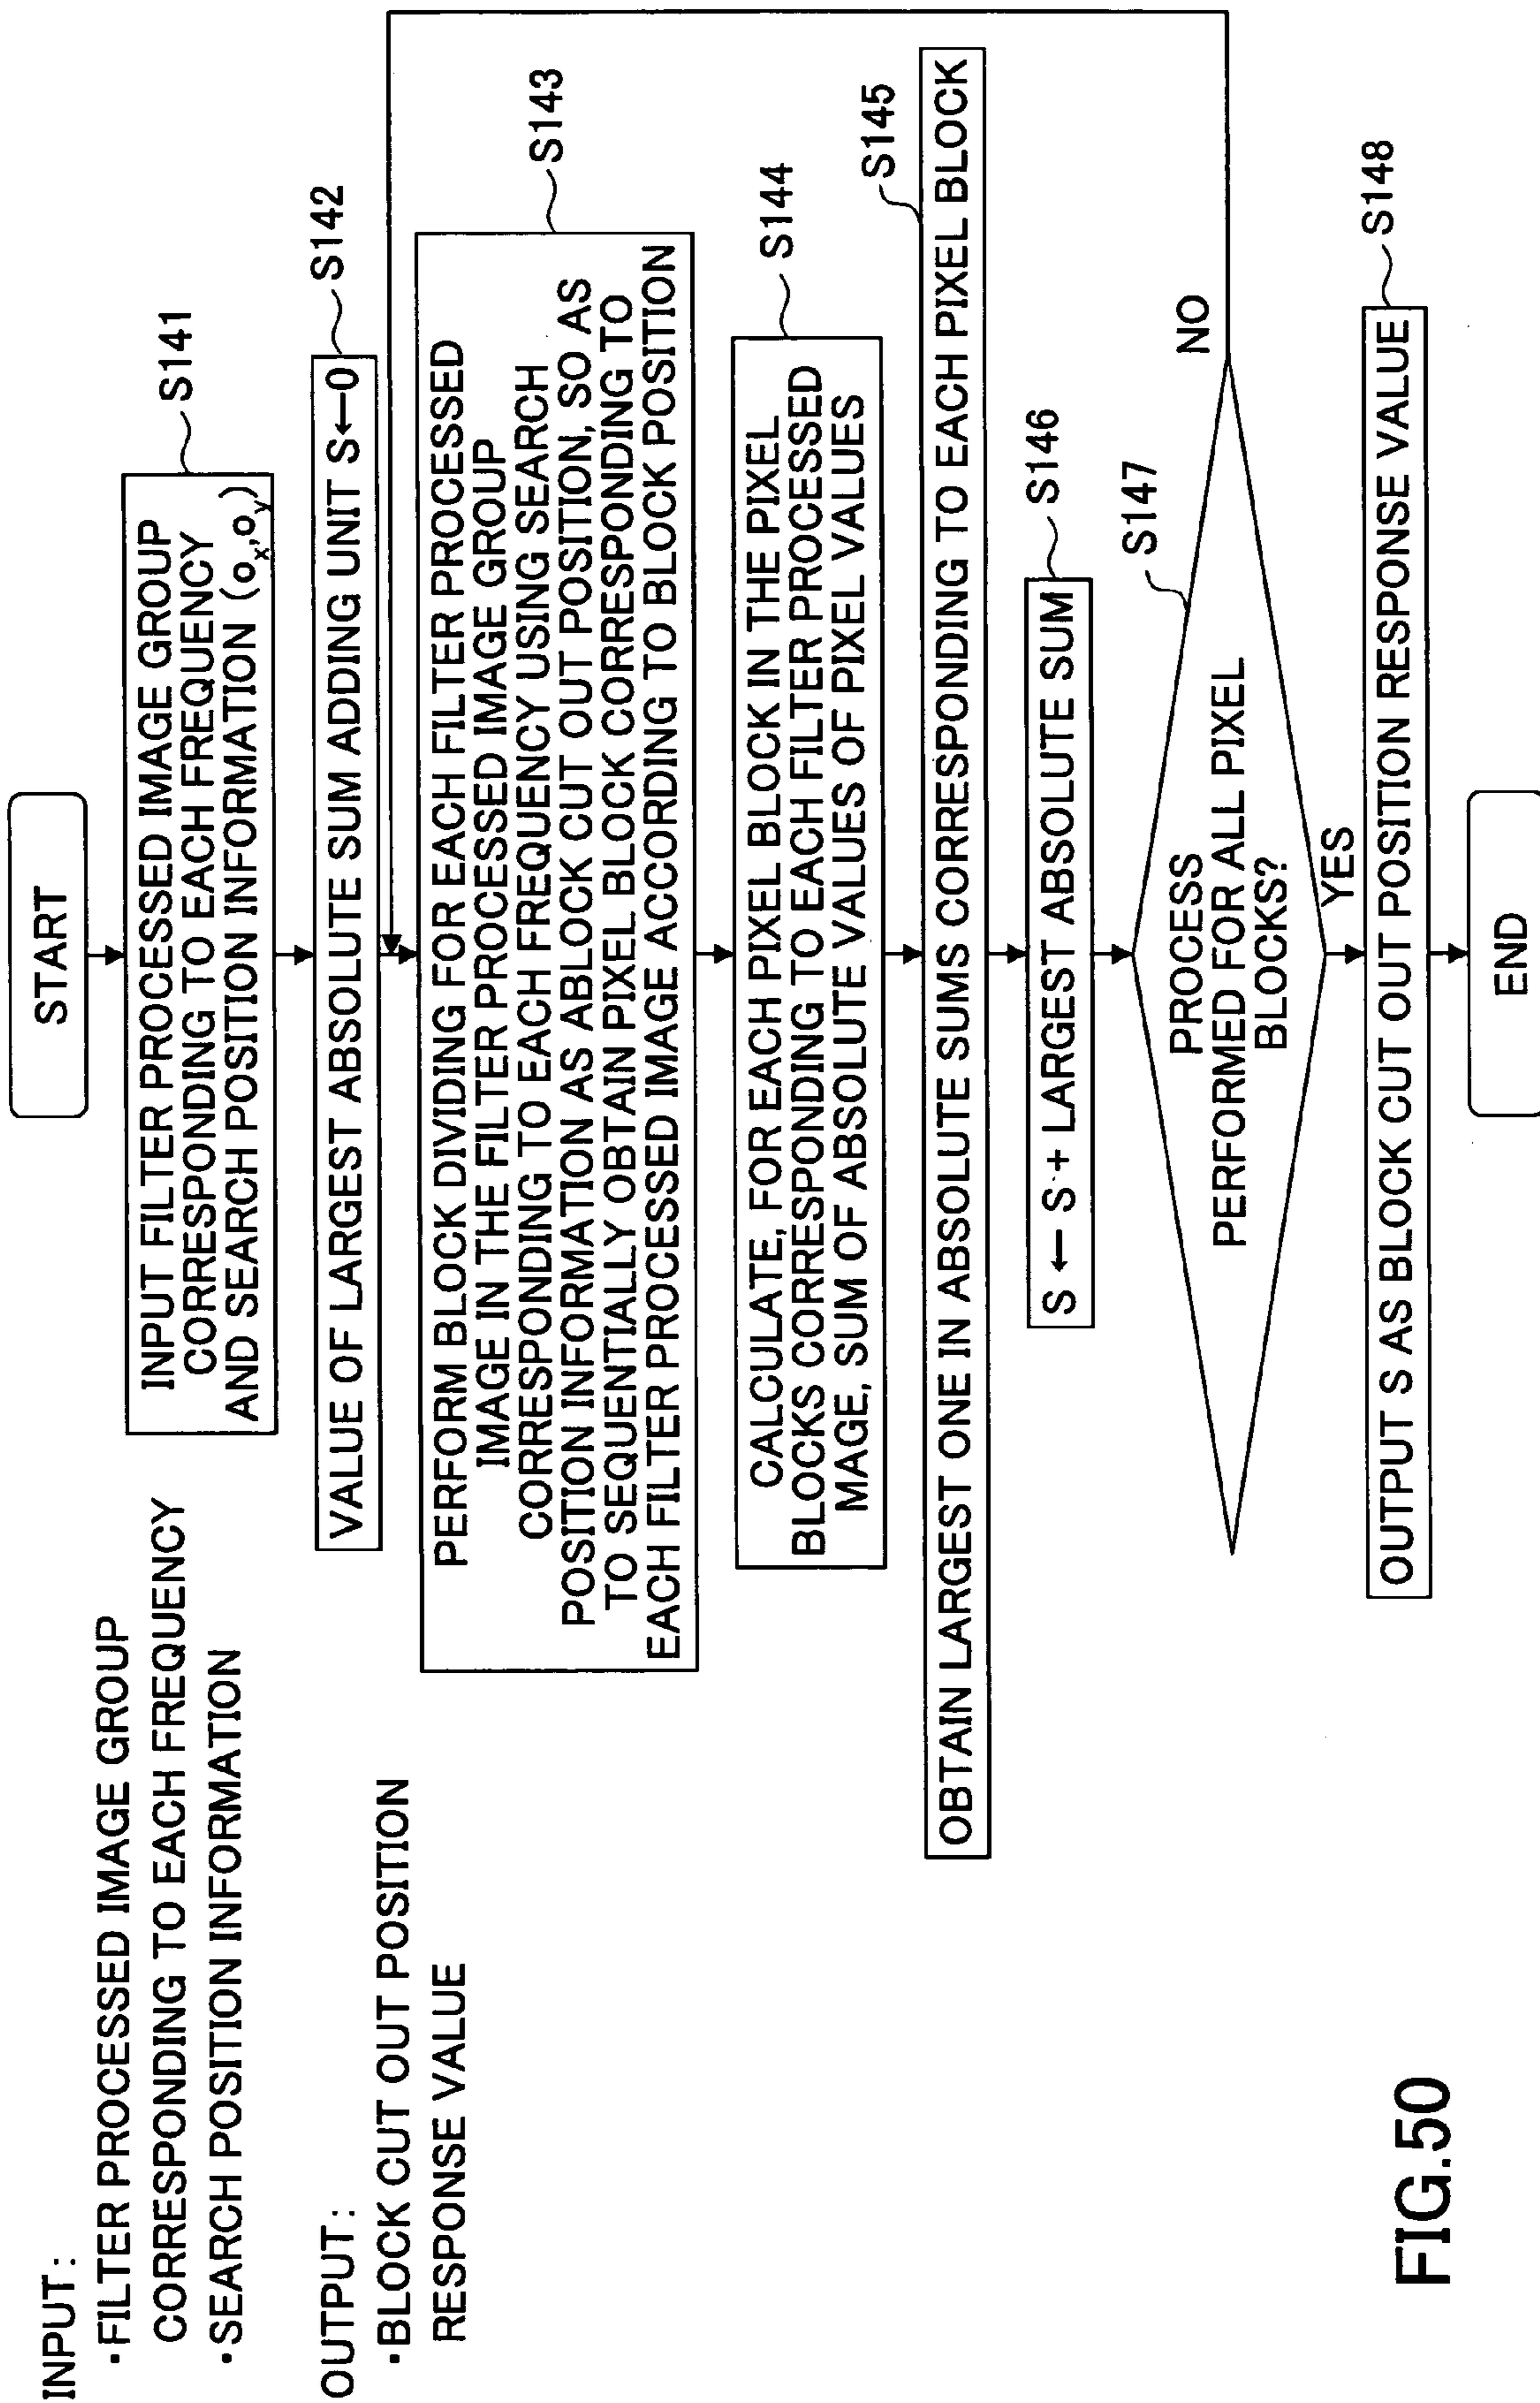 INPUT:
·FILTER PROCESSED IMAGE GROUP
CORRESPONDING TO EACH FREQUENCY
·SEARCH POSITION INFORMATION
OUTPUT:
·BLOCK CUT OUT POSITION
RESPONSE VALUE
START
INPUT FILTER PROCESSED IMAGE GROUP
CORRESPONDING TO EACH FREQUENCY
AND SEARCH POSITION INFORMATION (ox,oy)
S141
VALUE OF LARGEST ABSOLUTE SUM ADDING UNIT S←0
S142
PERFORM BLOCK DIVIDING FOR EACH FILTER PROCESSED
IMAGE IN THE FILTER PROCESSED IMAGE GROUP
CORRESPONDING TO EACH FREQUENCY USING SEARCH
POSITION INFORMATION AS ABLOCK CUT OUT POSITION, SO AS
TO SEQUENTIALLY OBTAIN PIXEL BLOCK CORRESPONDING TO
EACH FILTER PROCESSED IMAGE ACCORDING TO BLOCK POSITION
S143
CALCULATE, FOR EACH PIXEL BLOCK IN THE PIXEL
BLOCKS CORRESPONDING TO EACH FILTER PROCESSED
MAGE, SUM OF ABSOLUTE VALUES OF PIXEL VALUES
S144
OBTAIN LARGEST ONE IN ABSOLUTE SUMS CORRESPONDING TO EACH PIXEL BLOCK
S145
S ← S + LARGEST ABSOLUTE SUM
S146
PROCESS
PERFORMED FOR ALL PIXEL
BLOCKS?
S147
NO
YES
OUTPUT S AS BLOCK CUT OUT POSITION RESPONSE VALUE
S148
END
FIG.50